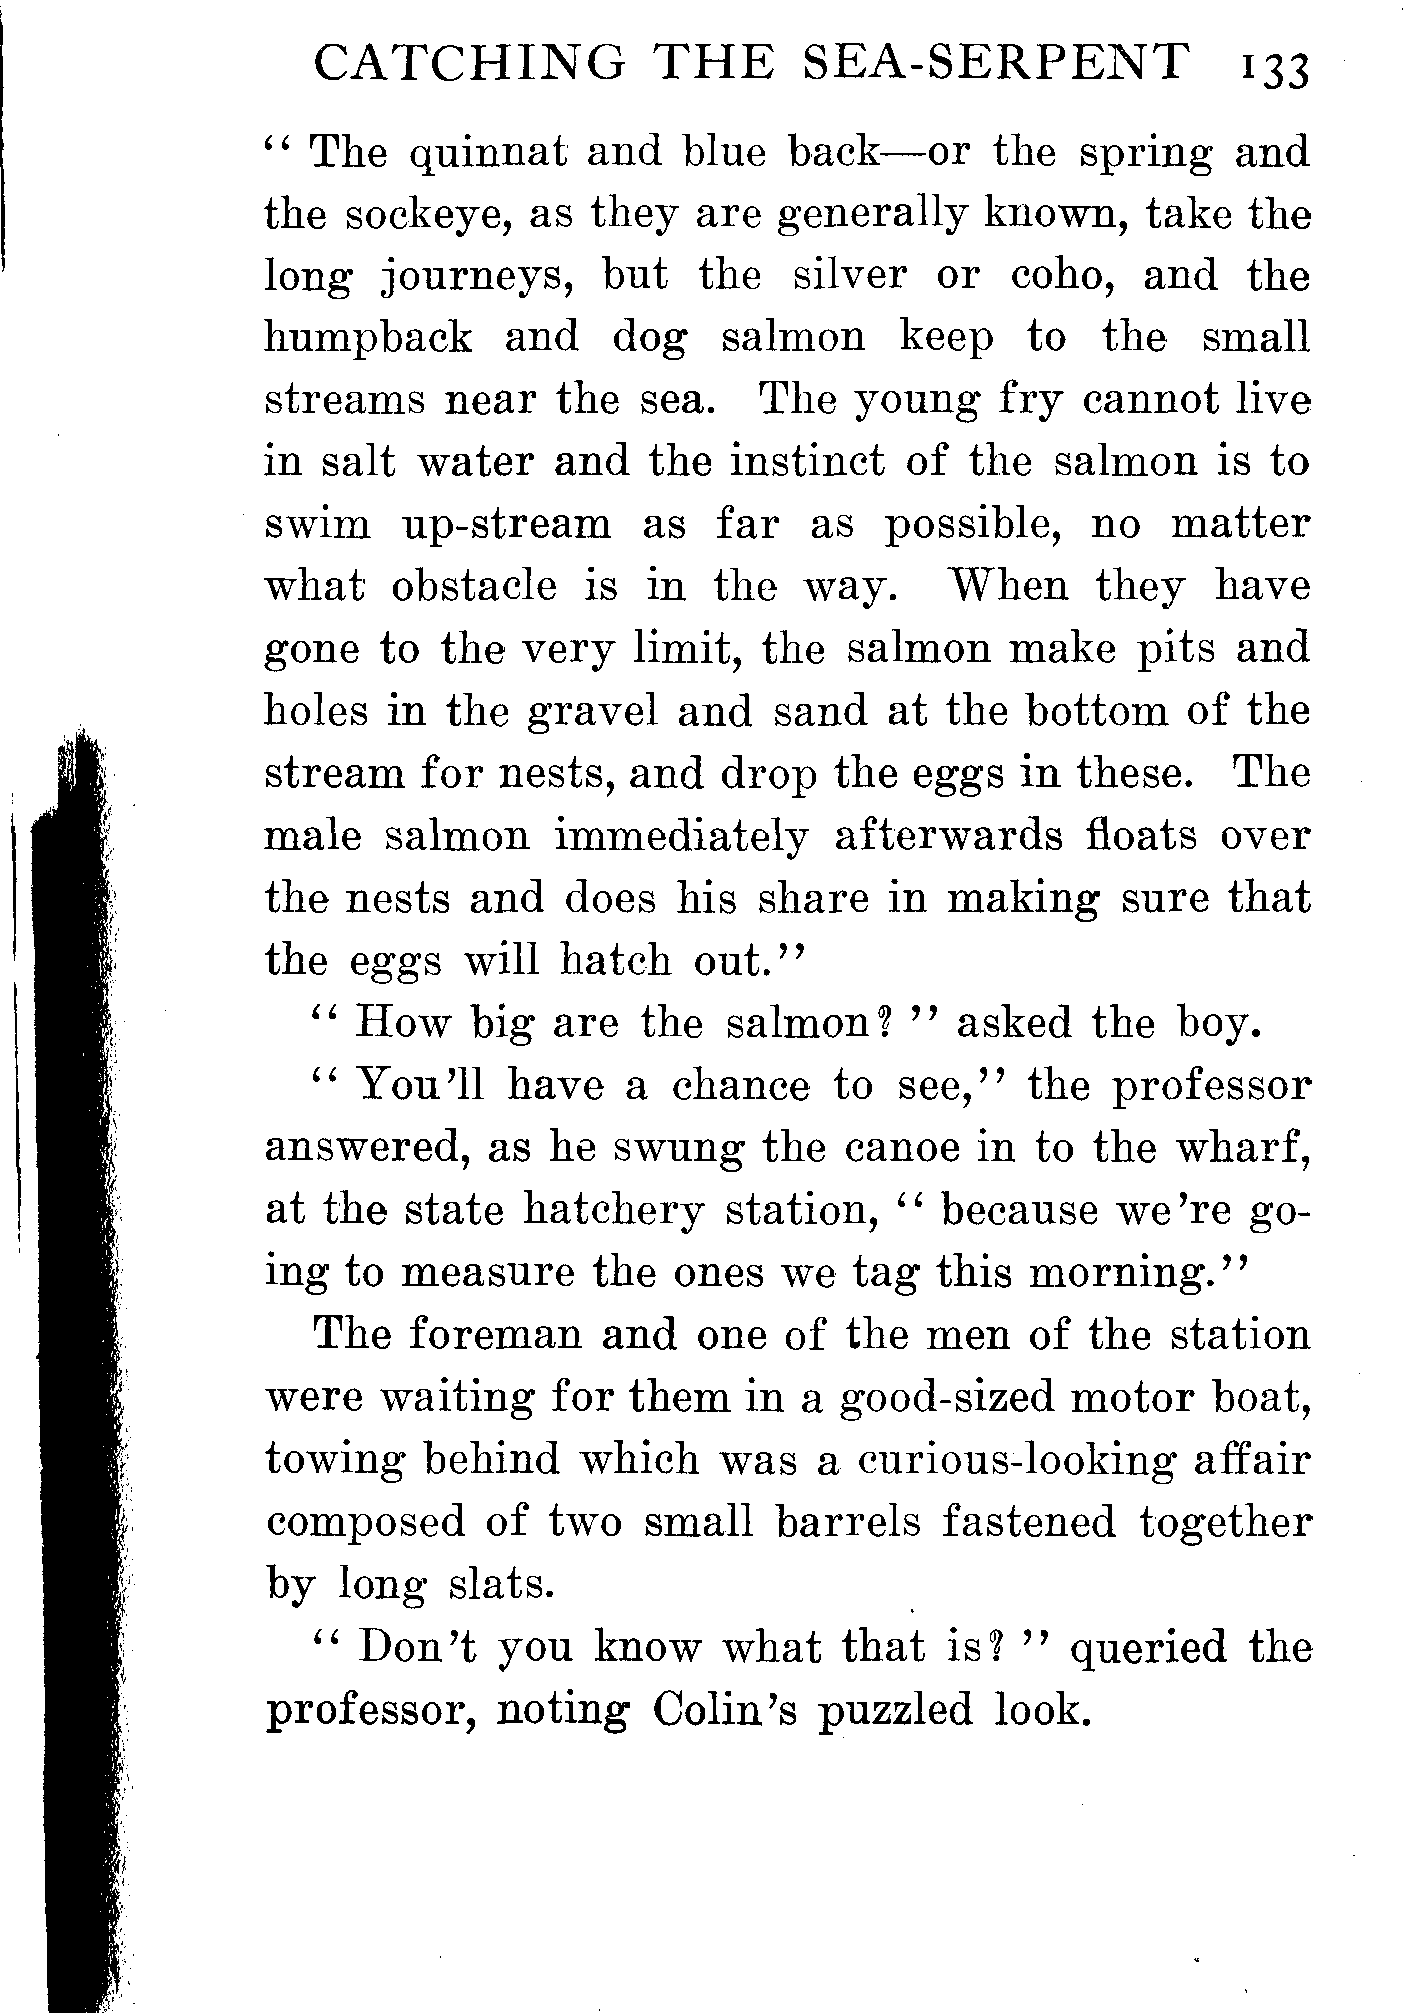 CATCHING THE SEA-SERPENT 133
“ The quinnat and blue back—or the spring and
the sockeye, as they are generally known, take the
long journeys, but the silver or coho, and the
humpback and dog salmon keep to the small
streams near the sea. The young fry cannot live
in salt water and the instinct of the salmon is to
swim up-stream as far as possible, no matter
what obstacle is in the way. When they have
gone to the very limit, the salmon make pits and
holes in the gravel and sand at the bottom of the
stream for nests, and drop the eggs in these. The
male salmon immediately afterwards floats over
the nests and does his share in making sure that
the eggs will hatch out.”
“ How big are the salmon? ” asked the boy.
“ You’ll have a chance to see,” the professor
answered, as he swung the canoe in to the wharf,
at the state hatchery station, “ because we’re go-
ing to measure the ones we tag this morning.”
The foreman and one of the men of the station
were waiting for them in a good-sized motor boat,
towing behind which was a curious-looking affair
composed of two small barrels fastened together
by long slats.
“ Don’t you know what that is? ” queried the
professor, noting Colin’s puzzled look.